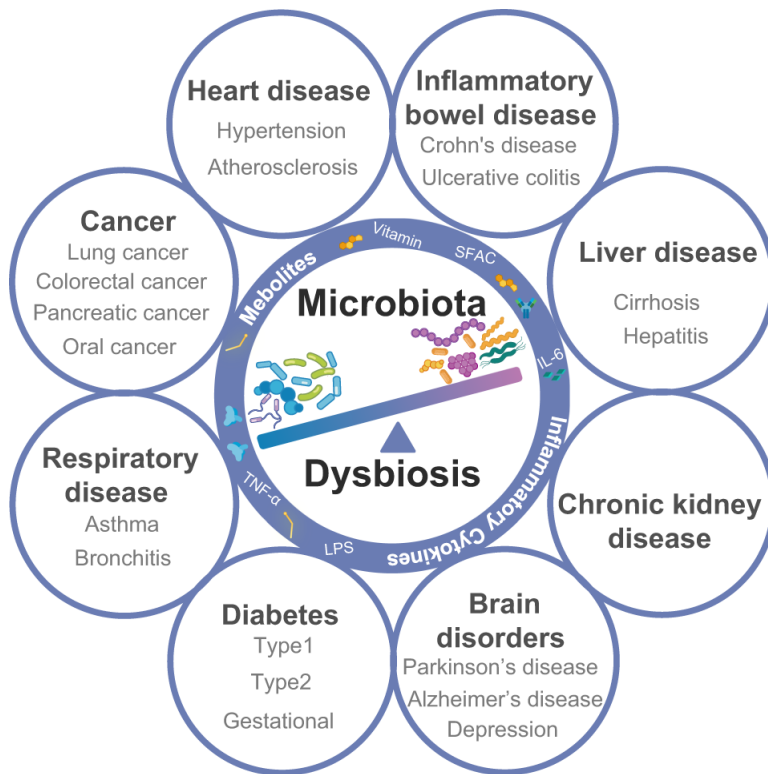 Heart disease
Hypertension
Atherosclerosis
Inflammatory
bowel disease
Crohn's disease
Ulcerative colitis
Cancer
Lung cancer
Colorectal cancer
Pancreatic cancer
Oral cancer
Liver disease
Cirrhosis
Hepatitis
Mebolites
Vitamin
SFAC
IL-6
Inflammatory Cytokines
LPS
TNF-α
Microbiota
Dysbiosis
Respiratory
disease
Asthma
Bronchitis
Chronic kidney
disease
Diabetes
Type1
Type2
Gestational
Brain
disorders
Parkinson’s disease
Alzheimer’s disease
Depression